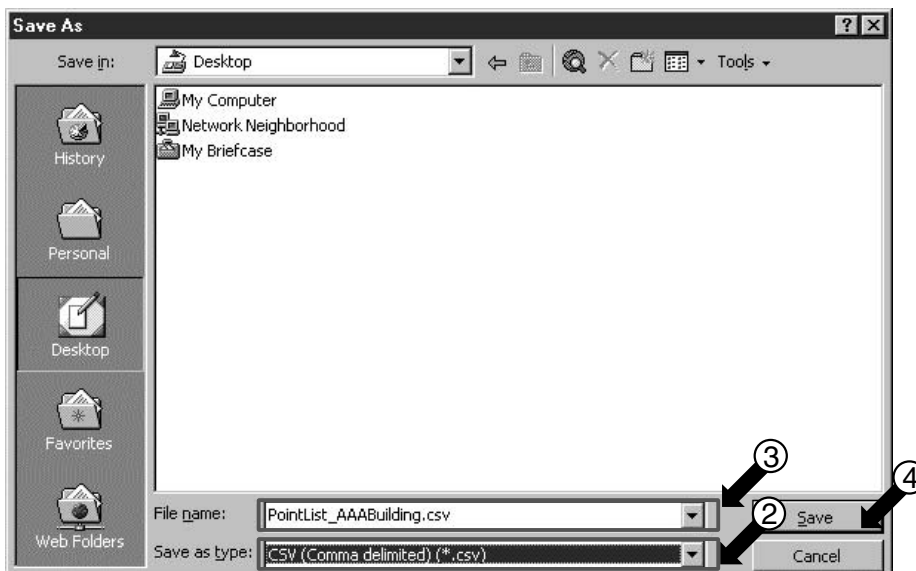 Save As
Save in:
Desktop
Tools
My Computer
Network Neighborhood
My Briefcase
History
Personal
Desktop
Favorites
Web Folders
③
File name:
PointList_AAABuilding.csv
④
Save
②
Save as type:
CSV (Comma delimited) (*.csv)
Cancel